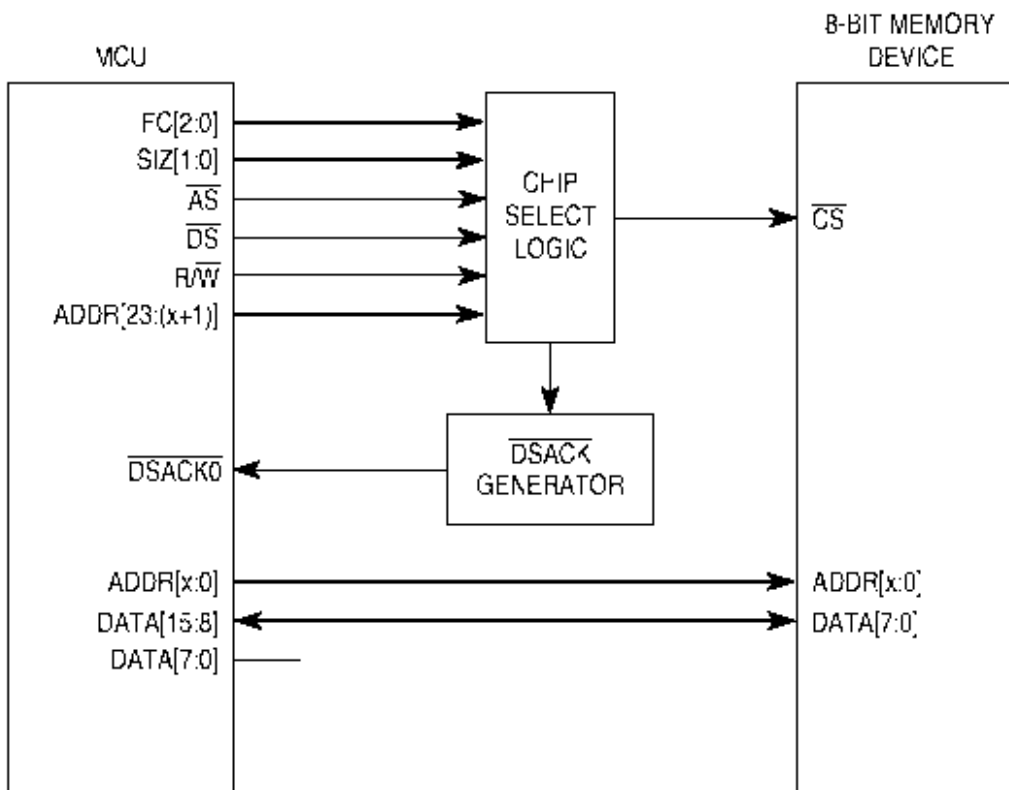 MCU
8-BIT MEMORY
DEVICE
FC[2:0]
SIZ[1:0]
AS
DS
R/W
ADDR[23:(x+1)]
CHIP
SELECT
LOGIC
CS
DSACK0
DSACK
GENERATOR
ADDR[x:0]
ADDR[x:0]
DATA[15:8]
DATA[7:0]
DATA[7:0]